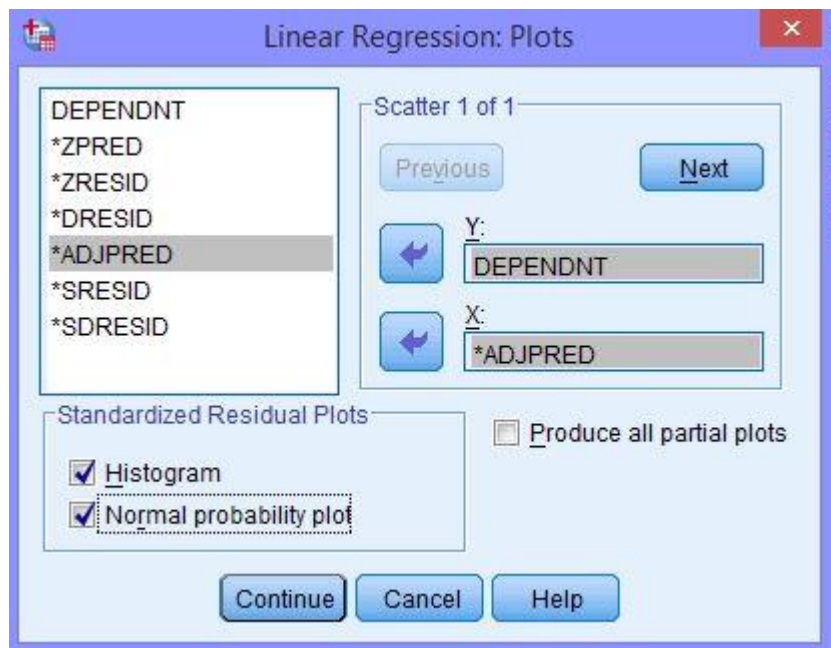 Linear Regression: Plots
DEPENDNT
*ZPRED
*ZRESID
*DRESID
*ADJPRED
*SRESID
*SDRESID
Scatter 1 of 1
Previous
Next
Y:
DEPENDNT
X:
*ADJPRED
Standardized Residual Plots
Histogram
Normal probability plot
Produce all partial plots
Continue
Cancel
Help